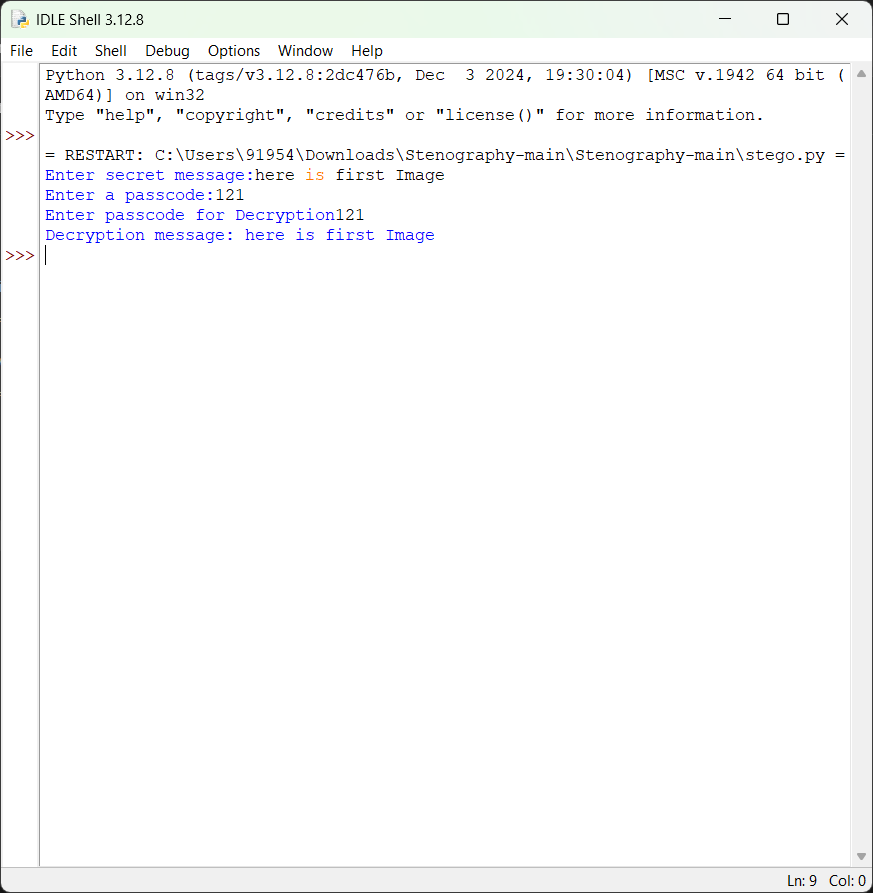 IDLE Shell 3.12.8
File Edit Shell Debug Options Window Help
Python 3.12.8 (tags/v3.12.8:2dc476b, Dec  3 2024, 19:30:04) [MSC v.1942 64 bit (
AMD64)] on win32
Type "help", "copyright", "credits" or "license()" for more information.
>>>
= RESTART: C:\Users\91954\Downloads\Stenography-main\Stenography-main\stego.py =
Enter secret message:here is first Image
Enter a passcode:121
Enter passcode for Decryption121
Decryption message: here is first Image
>>>
Ln: 9 Col: 0